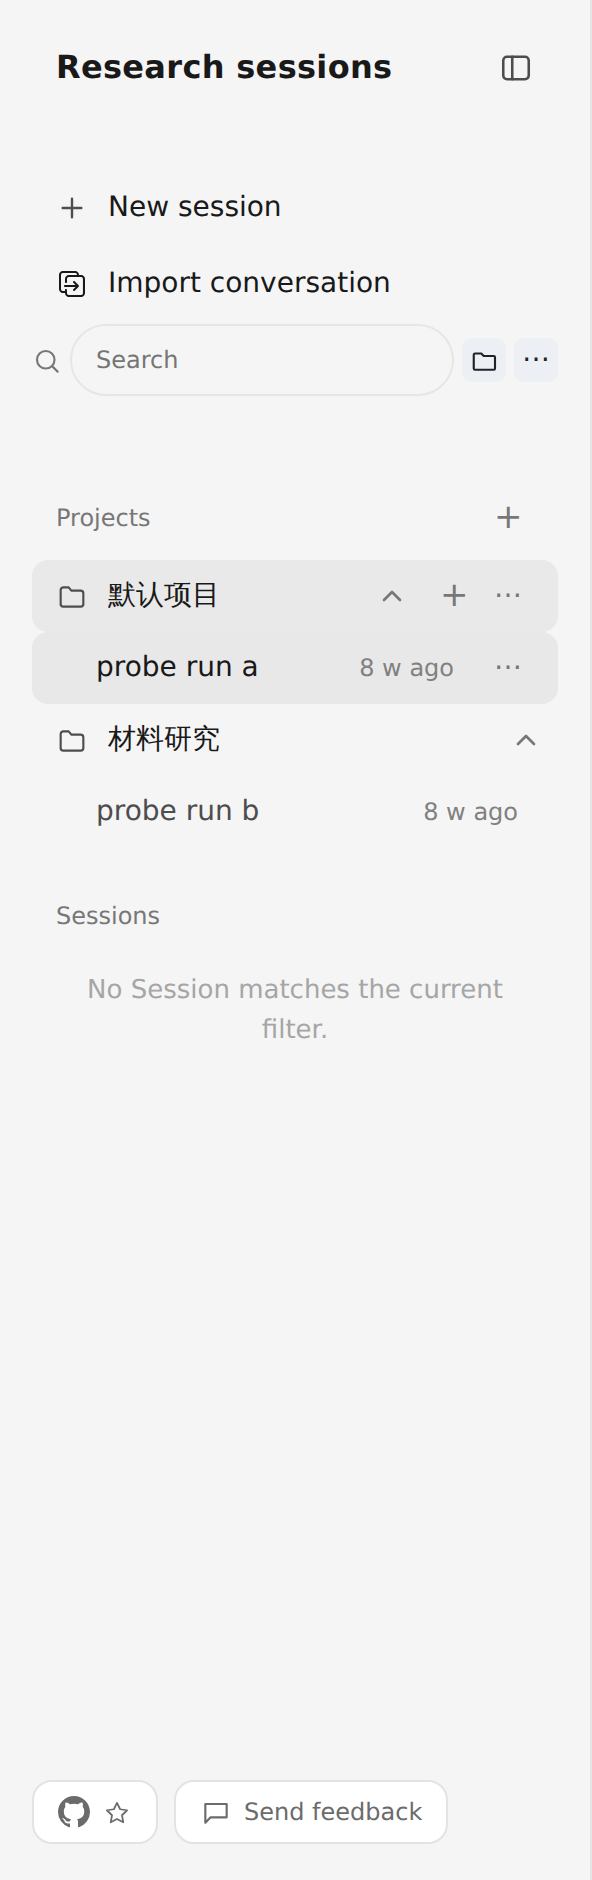 Research sessions
New session
Import conversation
Search
Projects
默认项目
probe run a 8 w ago
材料研究
probe run b 8 w ago
Sessions
No Session matches the current
filter.
Send feedback